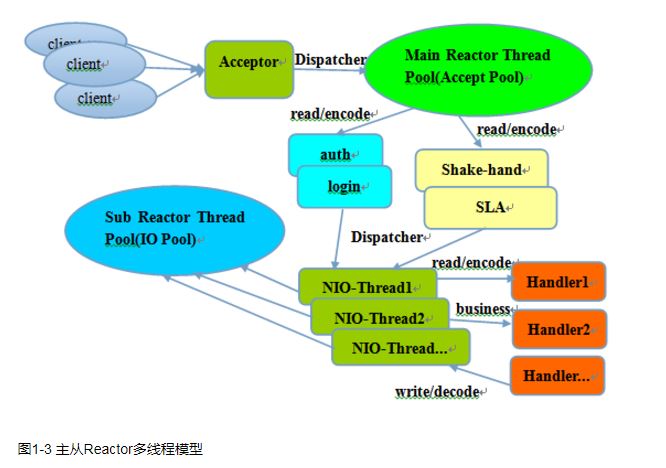 client
client
client
Acceptor
Dispatcher
Main Reactor Thread
Pool(Accept Pool)
read/encode
read/encode
auth
login
Shake-hand
SLA
Sub Reactor Thread
Pool(IO Pool)
Dispatcher
read/encode
NIO-Thread1
NIO-Thread2
NIO-Thread...
business
Handler1
Handler2
Handler...
write/decode
图1-3 主从Reactor多线程模型